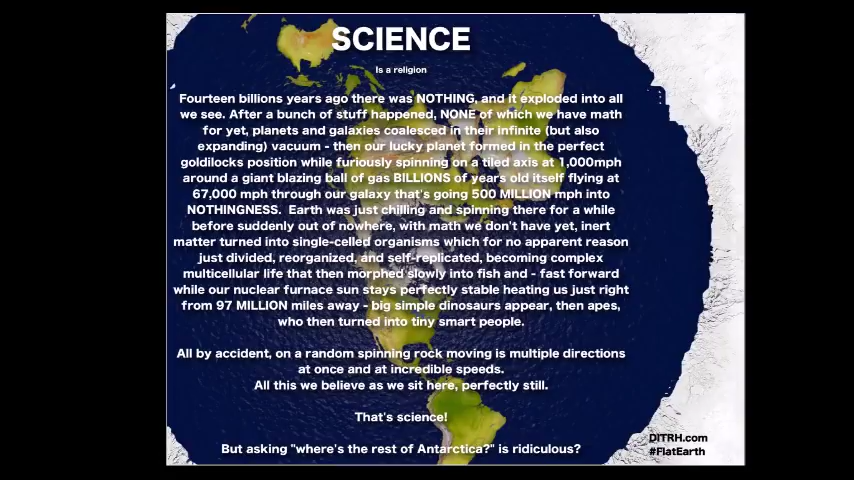 SCIENCE
Is a religion
Fourteen billions years ago there was NOTHING, and it exploded into all
we see. After a bunch of stuff happened, NONE of which we have math
for yet, planets and galaxies coalesced in their infinite (but also
expanding) vacuum - then our lucky planet formed in the perfect
goldilocks position while furiously spinning on a tiled axis at 1,000mph
around a giant blazing ball of gas BILLIONS of years old itself flying at
67,000 mph through our galaxy that's going 500 MILLION mph into
NOTHINGNESS. Earth was just chilling and spinning there for a while
before suddenly out of nowhere, with math we don't have yet, inert
matter turned into single-celled organisms which for no apparent reason
just divided, reorganized, and self-replicated, becoming complex
multicellular life that then morphed slowly into fish and - fast forward
while our nuclear furnace sun stays perfectly stable heating us just right
from 97 MILLION miles away - big simple dinosaurs appear, then apes,
who then turned into tiny smart people.
All by accident, on a random spinning rock moving is multiple directions
at once and at incredible speeds.
All this we believe as we sit here, perfectly still.
That's science!
But asking "where's the rest of Antarctica?" is ridiculous?
DITRH.com
#FlatEarth